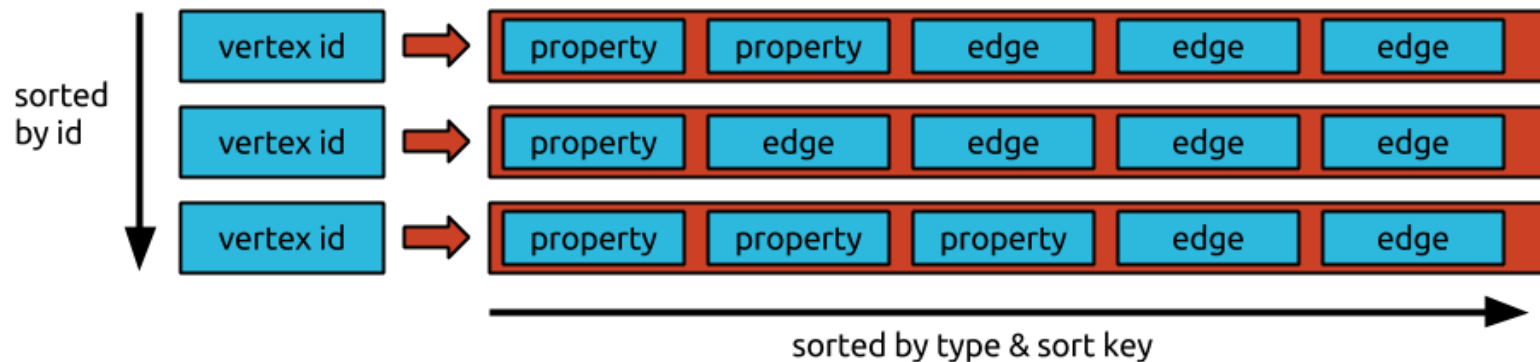 vertex id property property edge edge edge
sorted
by id
vertex id property edge edge edge edge
vertex id property property property edge edge
sorted by type & sort key